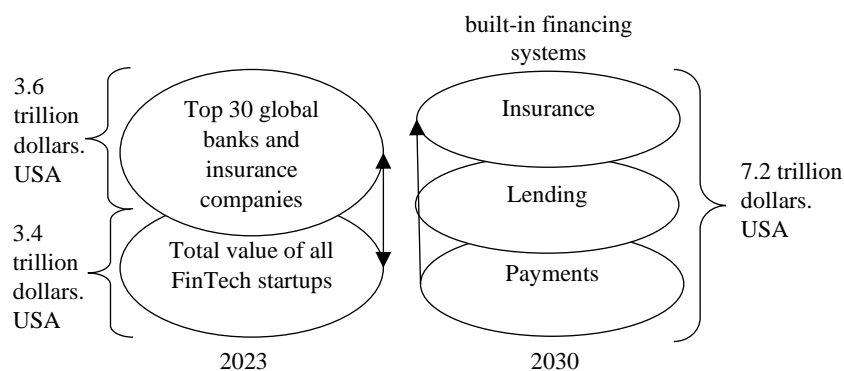 built-in financing
systems
3.6
trillion
dollars.
USA
Top 30 global
banks and
insurance
companies
3.4
trillion
dollars.
USA
Total value of all
FinTech startups
2023
Insurance
Lending
Payments
7.2 trillion
dollars.
USA
2030